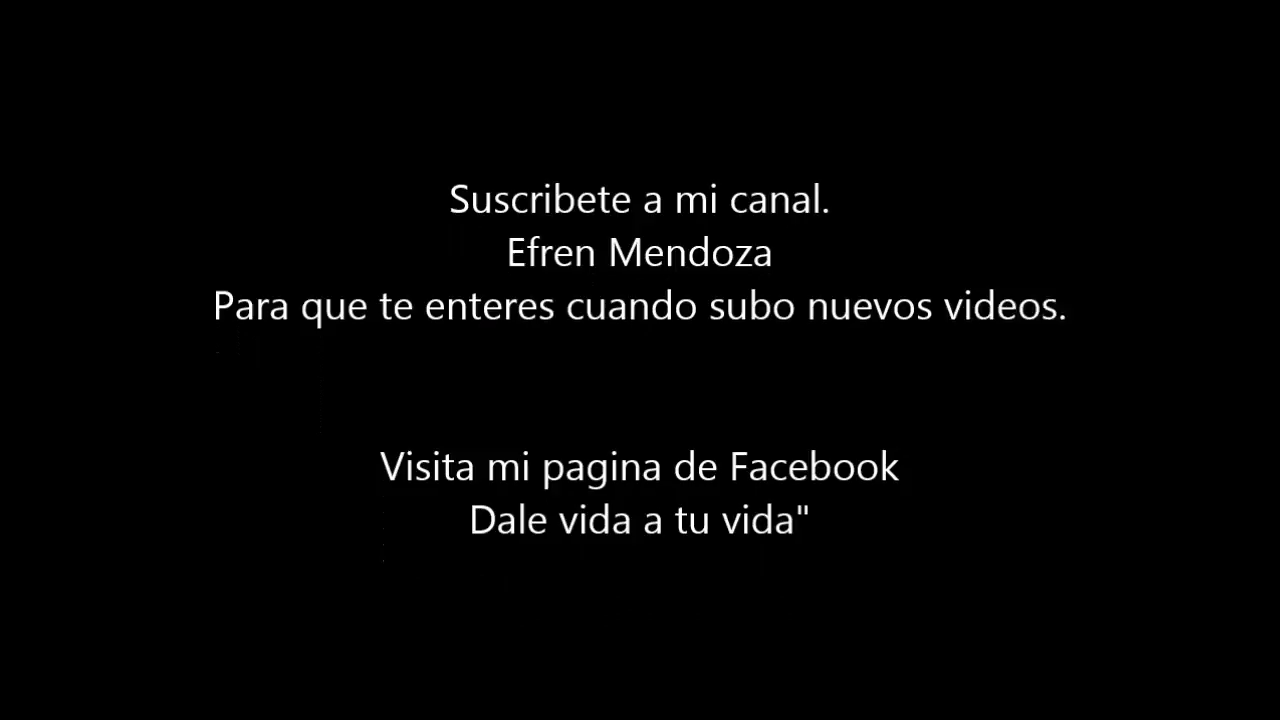 Suscribete a mi canal.
Efren Mendoza
Para que te enteres cuando subo nuevos videos.
Visita mi pagina de Facebook
Dale vida a tu vida"